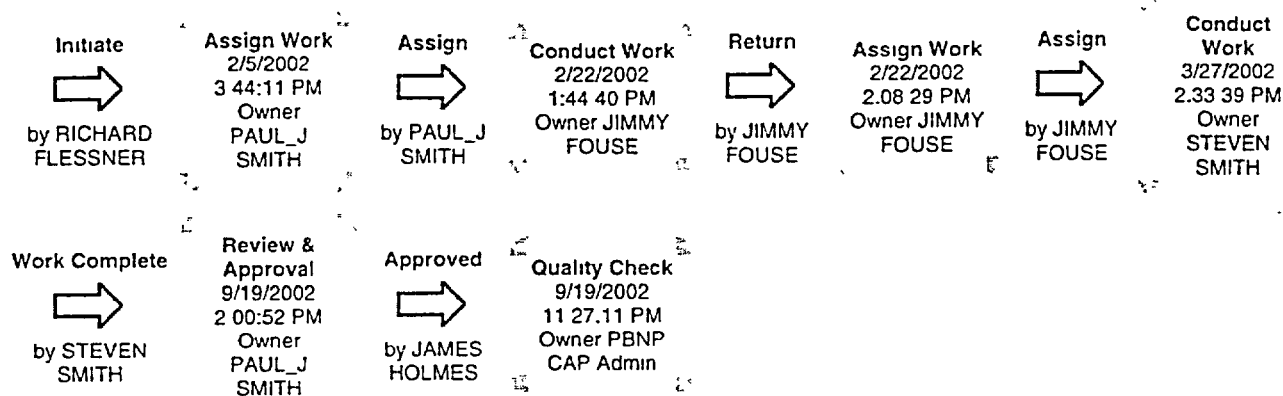 Initiate
by RICHARD
FLESSNER
Assign Work
2/5/2002
3 44:11 PM
Owner
PAUL_J
SMITH
Assign
by PAUL_J
SMITH
Conduct Work
2/22/2002
1:44 40 PM
Owner JIMMY
FOUSE
Return
by JIMMY
FOUSE
Assign Work
2/22/2002
2.08 29 PM
Owner JIMMY
FOUSE
Assign
by JIMMY
FOUSE
Conduct
Work
3/27/2002
2.33 39 PM
Owner
STEVEN
SMITH
Work Complete
by STEVEN
SMITH
Review &
Approval
9/19/2002
2 00:52 PM
Owner
PAUL_J
SMITH
Approved
by JAMES
HOLMES
Quality Check
9/19/2002
11 27.11 PM
Owner PBNP
CAP Admin